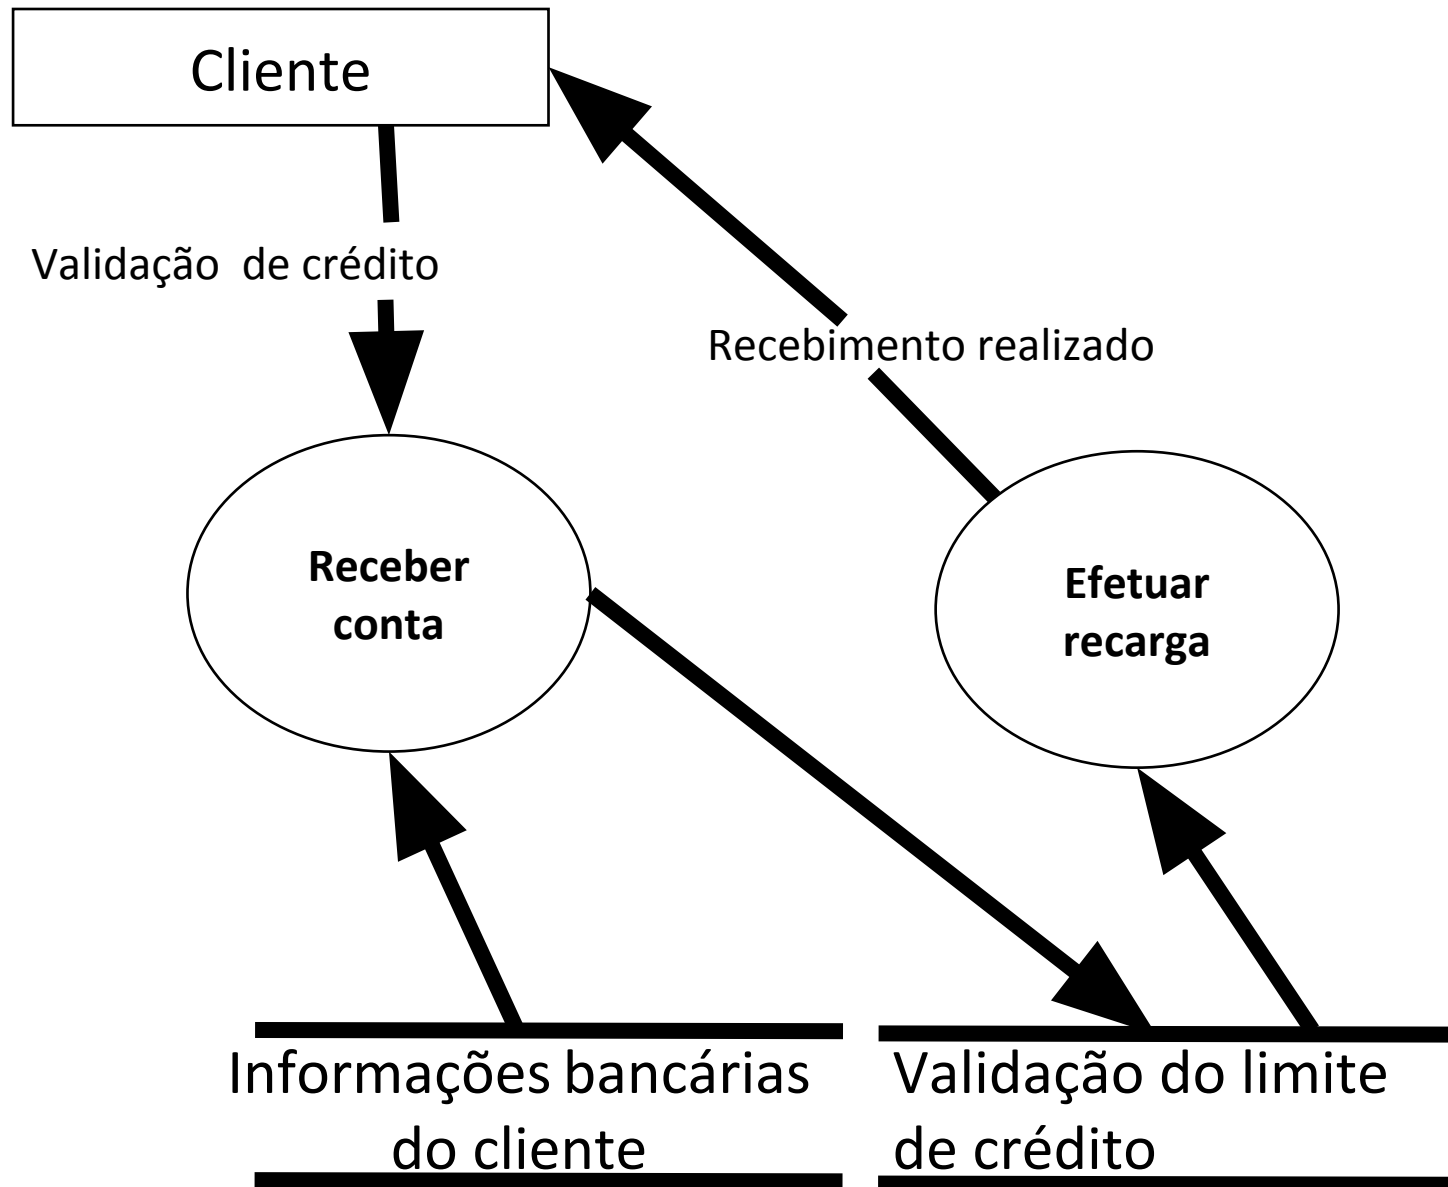 Cliente
Validação  de crédito
Recebimento realizado
Receber
conta
Efetuar
recarga
Informações bancárias
do cliente
Validação do limite
de crédito